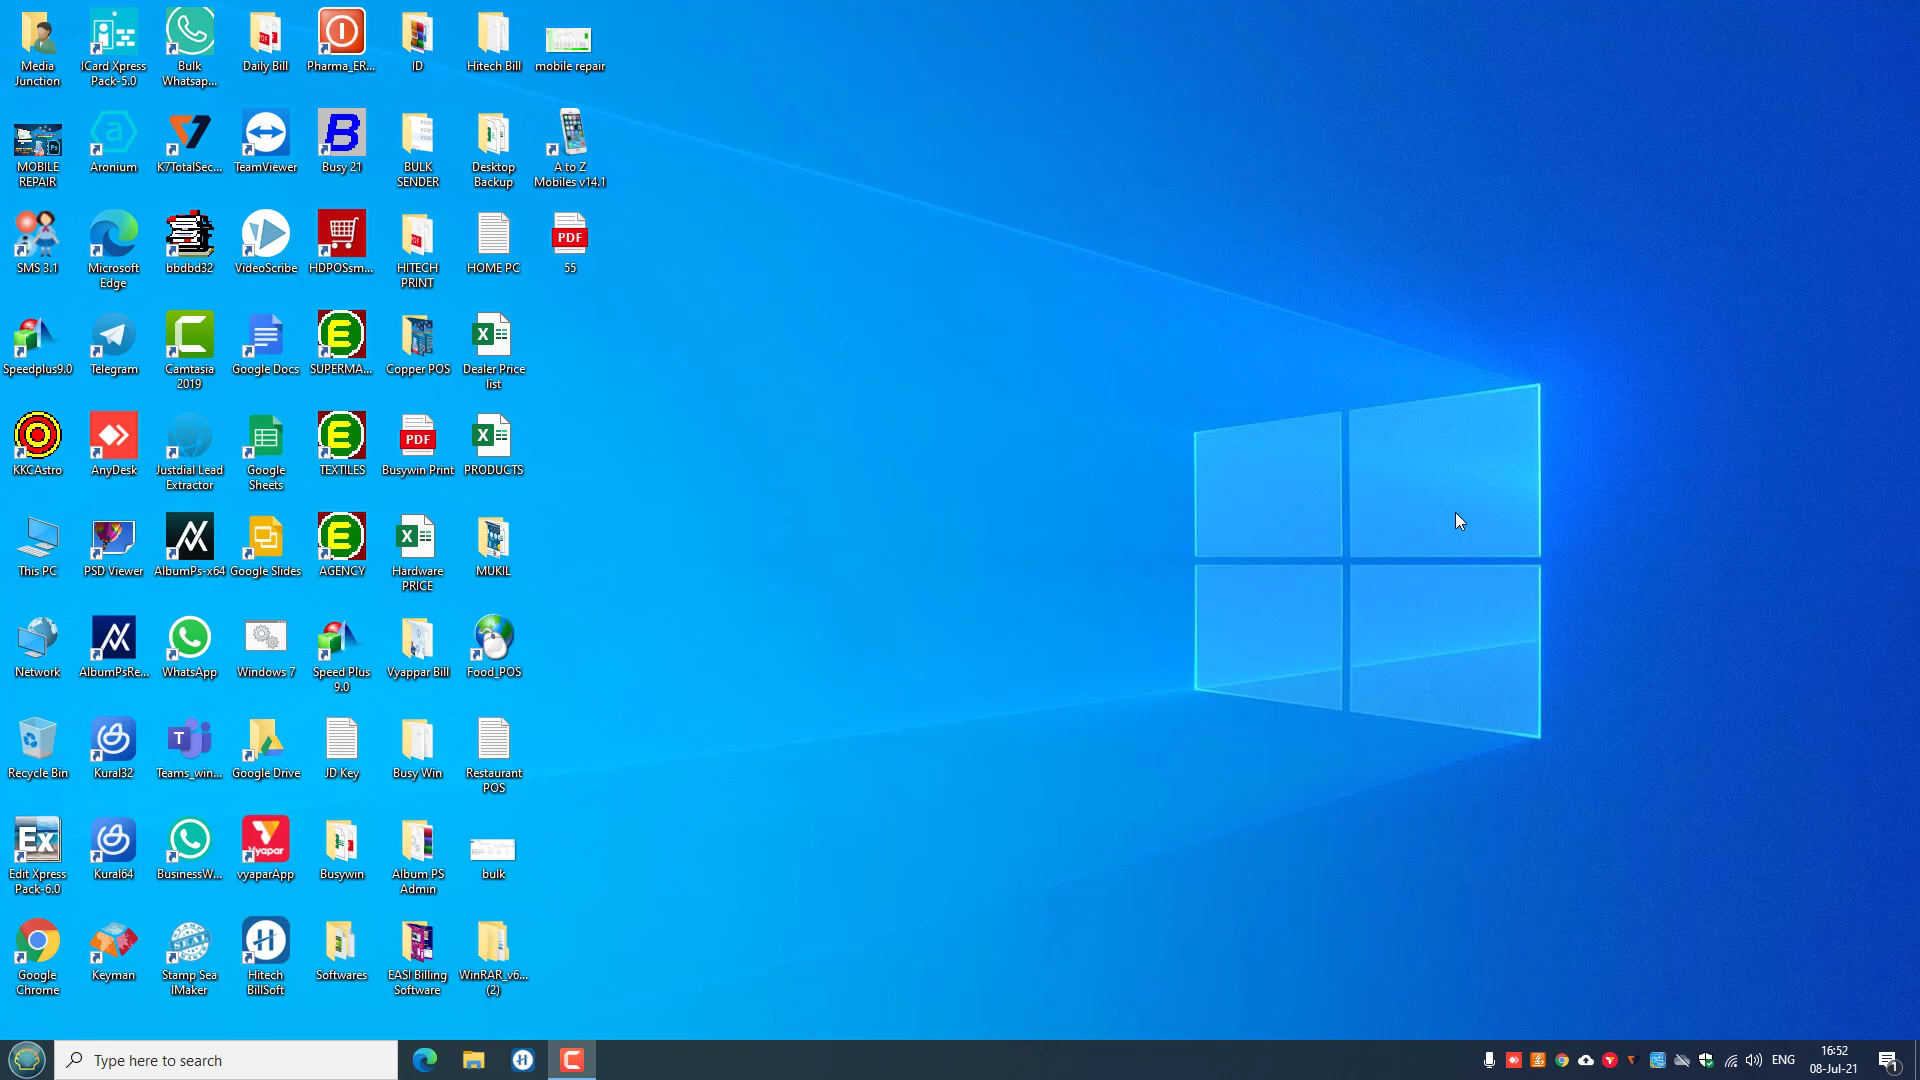 Media
Junction
ICard Xpress
Pack-5.0
Bulk
Whatsap...
Daily Bill
Pharma_ER...
ID
Hitech Bill
mobile repair
MOBILE
REPAIR
Aronium
K7TotalSec...
TeamViewer
Busy 21
BULK
SENDER
Desktop
Backup
A to Z
Mobiles v14.1
SMS 3.1
Microsoft
Edge
bbdbd32
VideoScribe
HDPOSsm...
HITECH
PRINT
HOME PC
PDF
55
Speedplus9.0
Telegram
Camtasia
2019
Google Docs
SUPERMA...
Copper POS
Dealer Price
list
KKCAstro
AnyDesk
Justdial Lead
Extractor
Google
Sheets
TEXTILES
PDF
Busywin Print
PRODUCTS
This PC
PSD Viewer
AlbumPs-x64
Google Slides
AGENCY
Hardware
PRICE
MUKIL
Network
AlbumPsRe...
WhatsApp
Windows 7
Speed Plus
9.0
Vyappar Bill
Food_POS
Recycle Bin
Kural32
Teams_win...
Google Drive
JD Key
Busy Win
Restaurant
POS
Ex
Edit Xpress
Pack-6.0
Kural64
BusinessW...
Vyapar
vyaparApp
Busywin
Album PS
Admin
bulk
Google
Chrome
Keyman
SEAL
Stamp Sea
lMaker
Hitech
BillSoft
Softwares
EASI Billing
Software
WinRAR_v6...
(2)
Type here to search
ENG
16:52
08-Jul-21
1